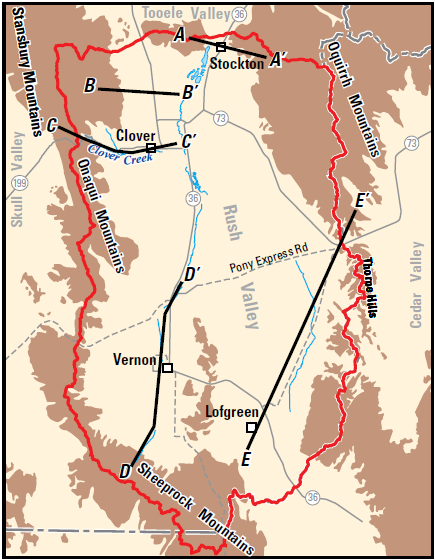 Tooele Valley
36
Stansbury Mountains
A
Stockton
A'
Oquirrh Mountains
B
B'
73
C
Clover
C'
Clover Creek
73
Skull Valley
199
Onaqui Mountains
36
Rush
Valley
E'
Pony Express Rd
Thorpe Hills
Cedar Valley
D'
Vernon
Lofgreen
E
D
Sheeprock Mountains
36